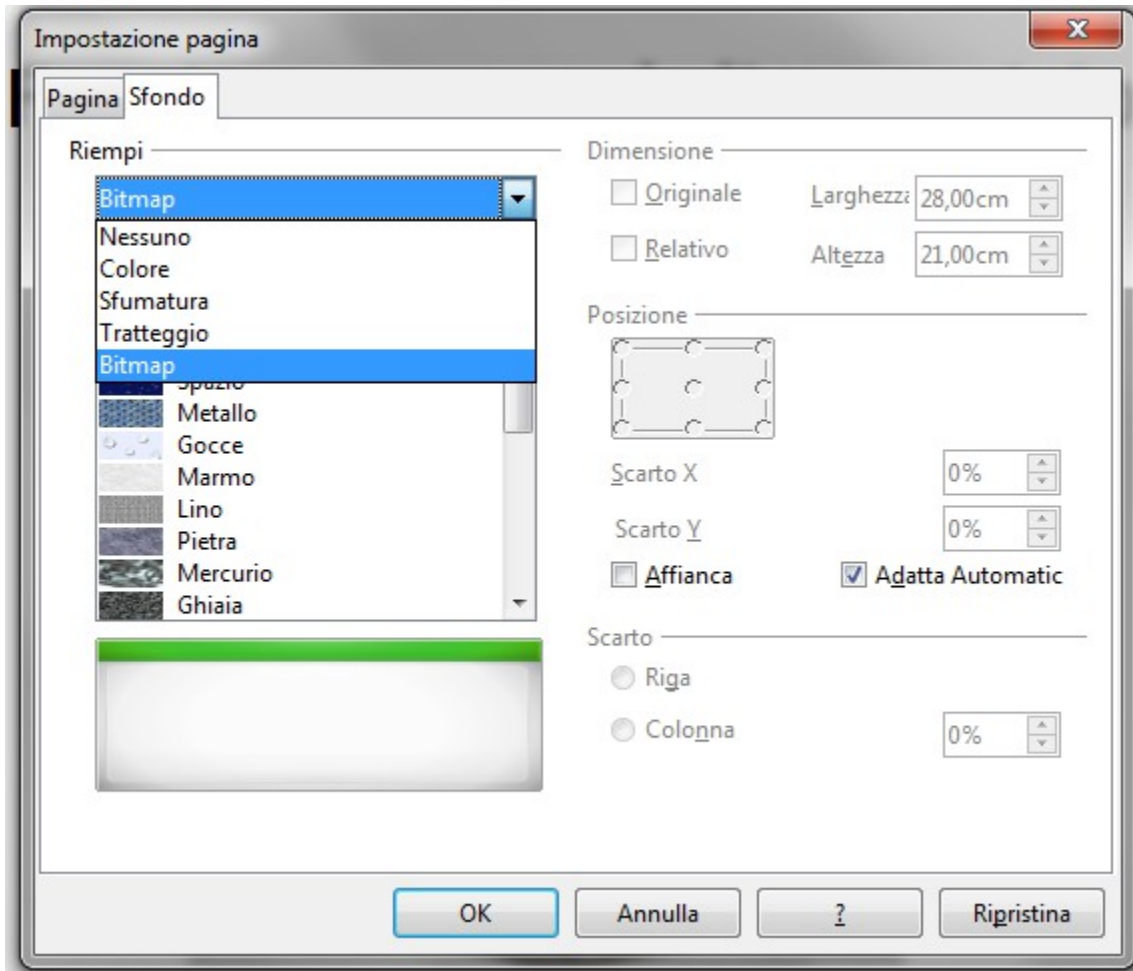 Impostazione pagina
Pagina Sfondo
Riempi
Bitmap
Nessuno
Colore
Sfumatura
Tratteggio
Bitmap
Spazio
Metallo
Gocce
Marmo
Lino
Pietra
Mercurio
Ghiaia
Dimensione
Originale Larghezza 28,00cm
Relativo Altezza 21,00cm
Posizione
Scarto X 0%
Scarto Y 0%
Affianca Adatta Automatic
Scarto
Riga
Colonna 0%
OK Annulla ? Ripristina